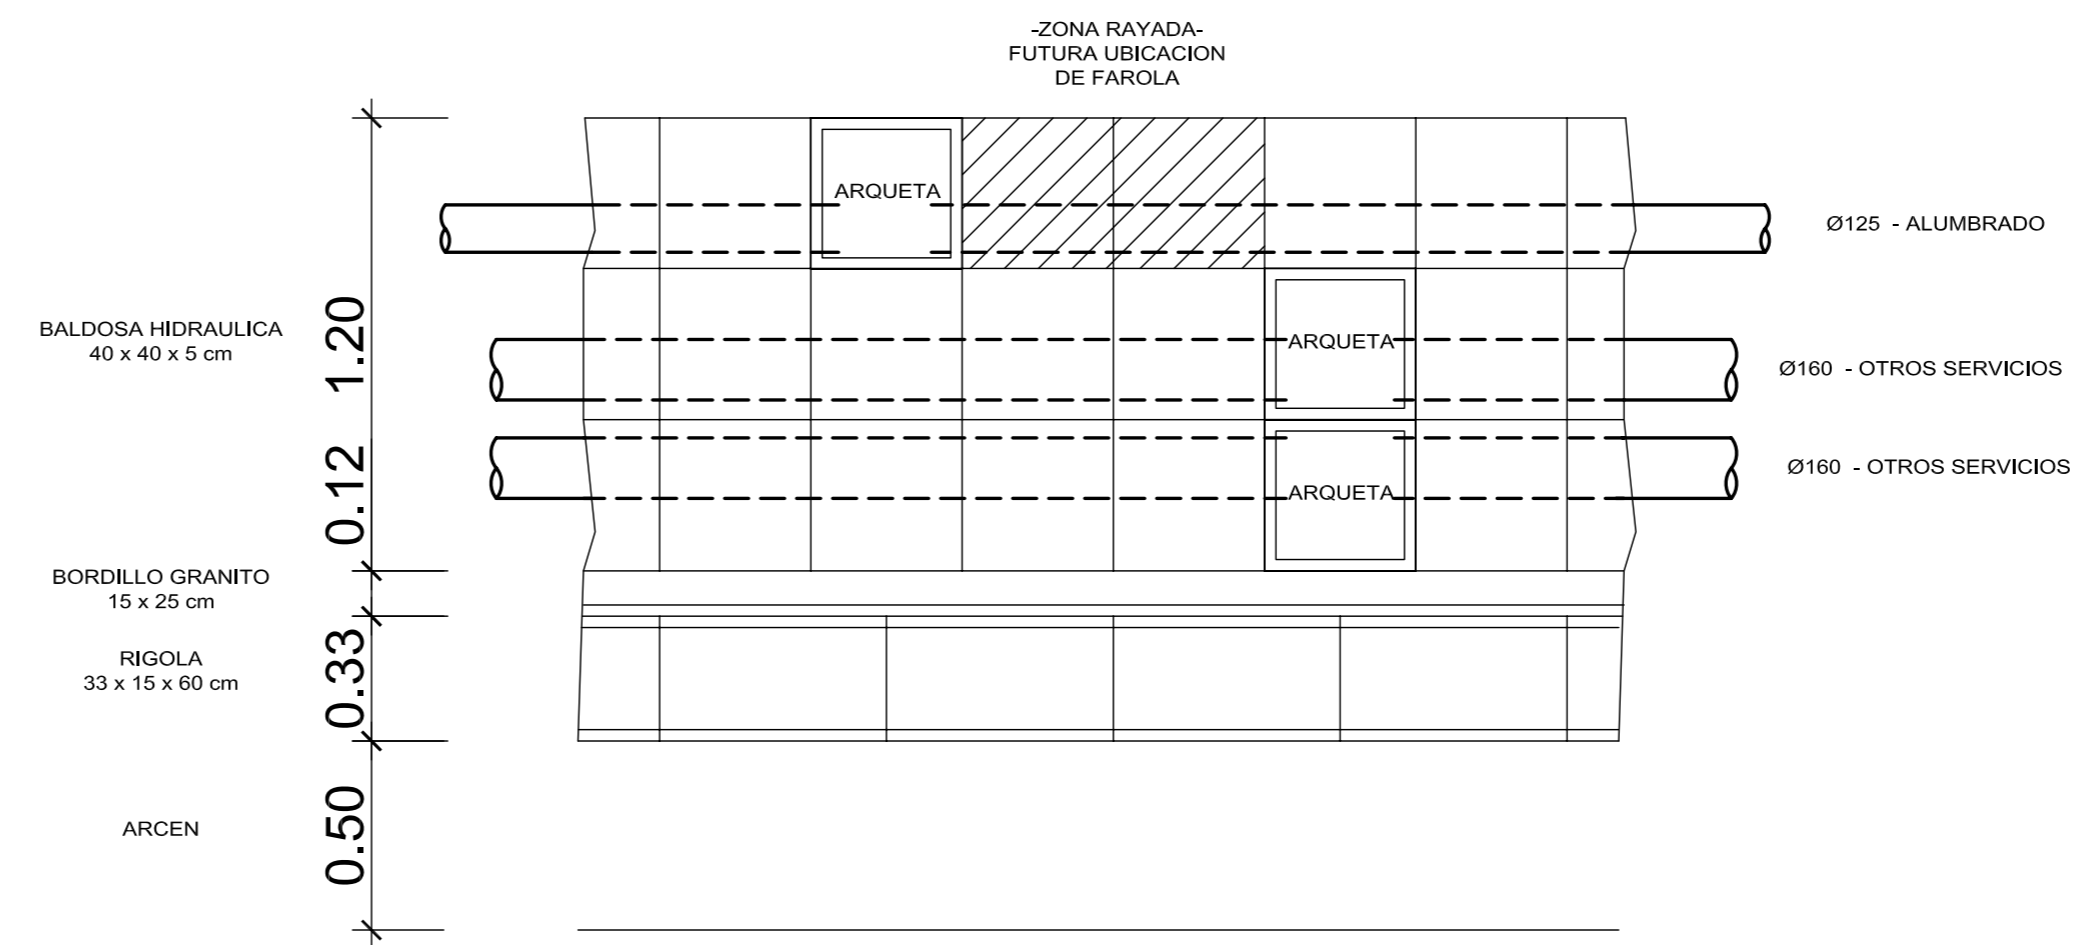 -ZONA RAYADA-
FUTURA UBICACION
DE FAROLA
ARQUETA
Ø125 - ALUMBRADO
BALDOSA HIDRAULICA
40 x 40 x 5 cm
1.20
ARQUETA
Ø160 - OTROS SERVICIOS
0.12
ARQUETA
Ø160 - OTROS SERVICIOS
BORDILLO GRANITO
15 x 25 cm
RIGOLA
33 x 15 x 60 cm
0.33
ARCEN
0.50